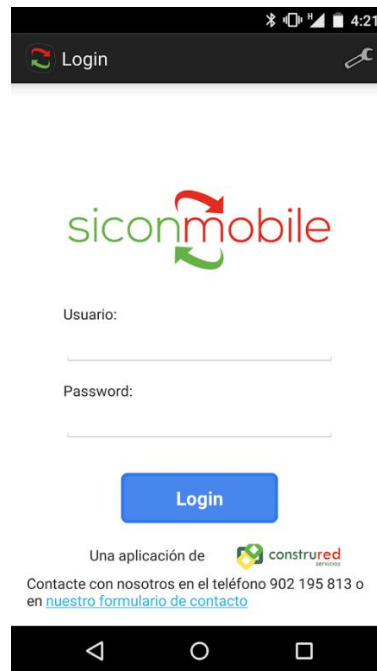 H 4:21
Login
siconmobile
Usuario:
Password:
Login
Una aplicación de construred
servicios
Contacte con nosotros en el teléfono 902 195 813 o
en nuestro formulario de contacto